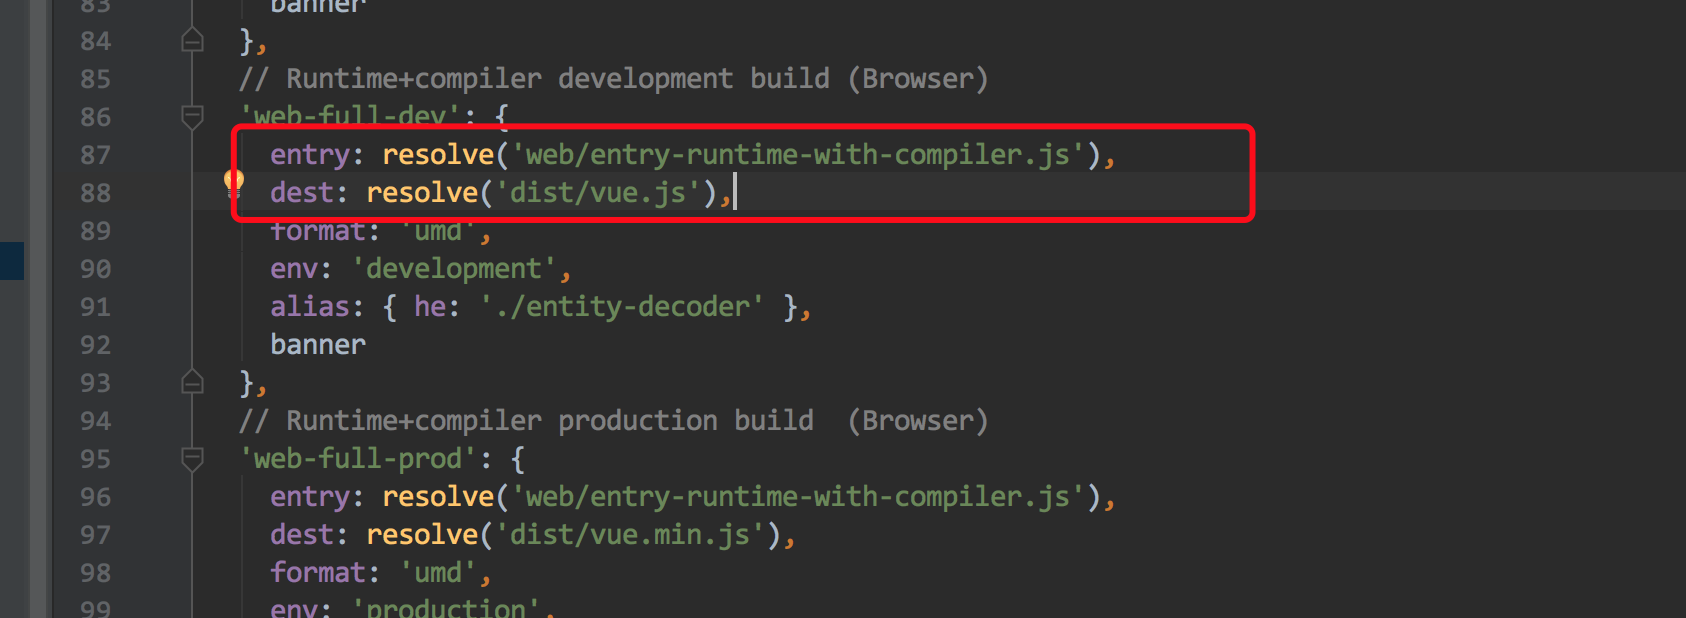 83 banner
84 },
85 // Runtime+compiler development build (Browser)
86 'web-full-dev': {
87 entry: resolve('web/entry-runtime-with-compiler.js'),
88 dest: resolve('dist/vue.js'),
89 format: 'umd',
90 env: 'development',
91 alias: { he: './entity-decoder' },
92 banner
93 },
94 // Runtime+compiler production build  (Browser)
95 'web-full-prod': {
96 entry: resolve('web/entry-runtime-with-compiler.js'),
97 dest: resolve('dist/vue.min.js'),
98 format: 'umd',
99 env: 'production',